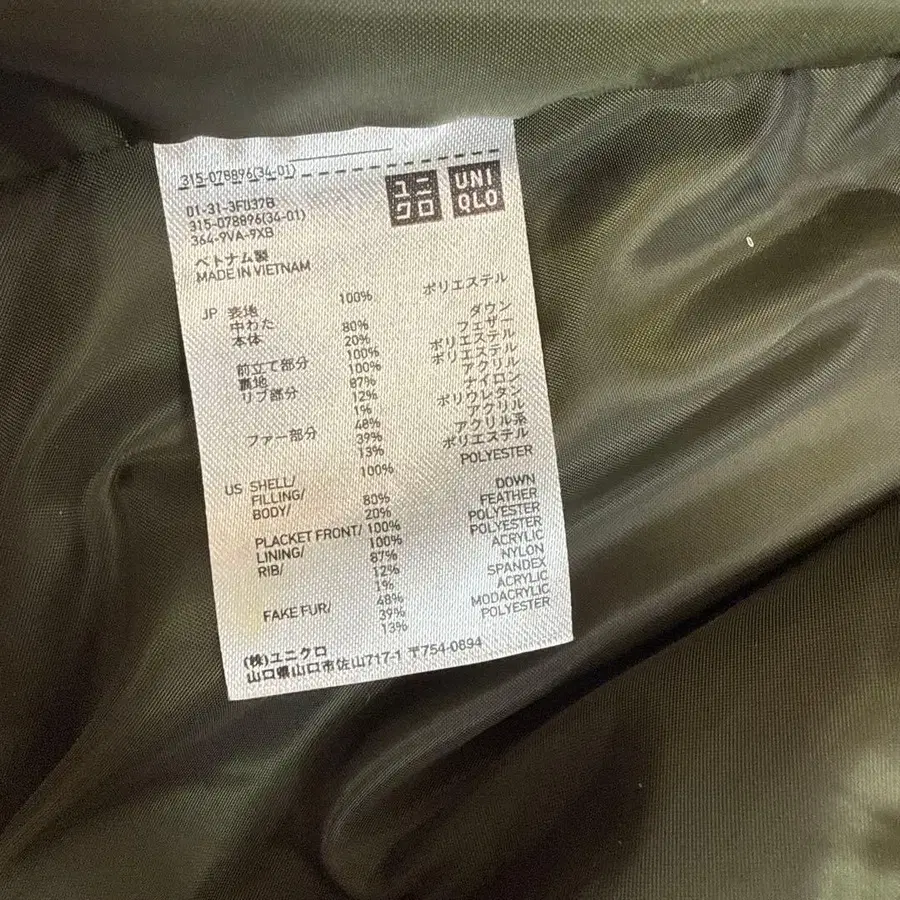 315-078896(34-01)
ユニ
クロ
UNI
QLO
01-31-3F037B
315-078896(34-01)
364-9VA-9XB
ベトナム製
MADE IN VIETNAM
JP 表地 100% ポリエステル
中わた
本体 80% ダウン
20% フェザー
前立て部分 100% ポリエステル
裏地 100% ポリエステル
リブ部分 87% アクリル
12% ナイロン
1% ポリウレタン
ファー部分 48% アクリル
39% アクリル系
13% ポリエステル
US SHELL/ 100% POLYESTER
FILLING/
BODY/ 80% DOWN
20% FEATHER
PLACKET FRONT/ 100% POLYESTER
LINING/ 100% POLYESTER
RIB/ 87% ACRYLIC
12% NYLON
1% SPANDEX
FAKE FUR/ 48% ACRYLIC
39% MODACRYLIC
13% POLYESTER
(株)ユニクロ
山口県山口市佐山717-1 〒754-0894